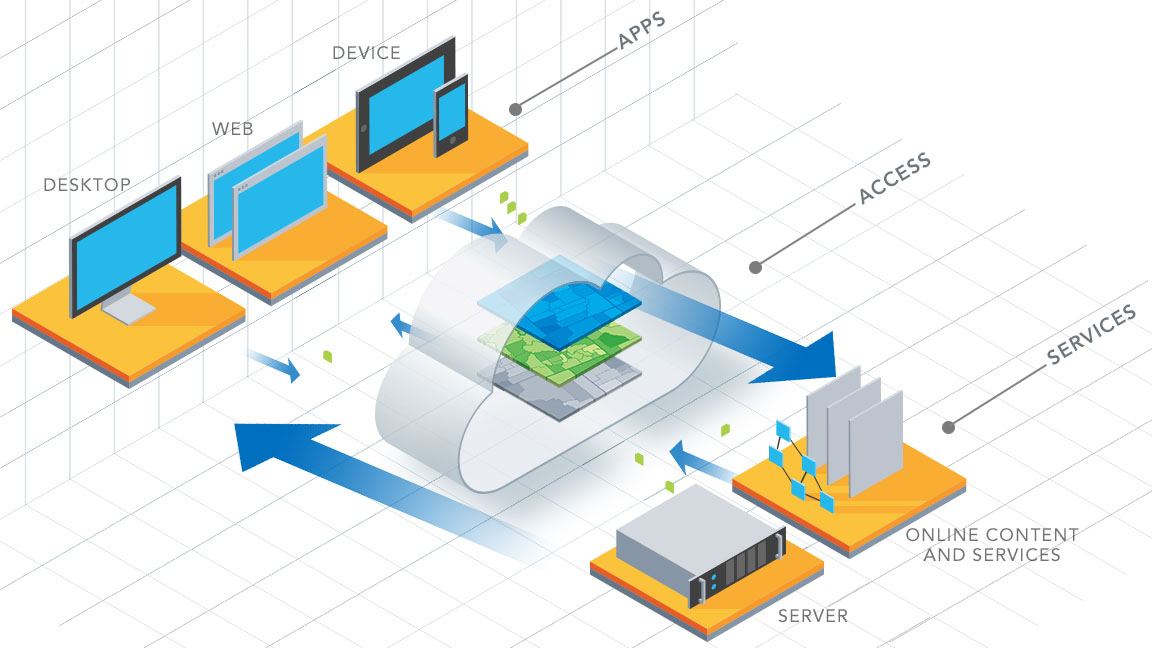 APPS
DEVICE
WEB
DESKTOP
ACCESS
SERVICES
ONLINE CONTENT
AND SERVICES
SERVER